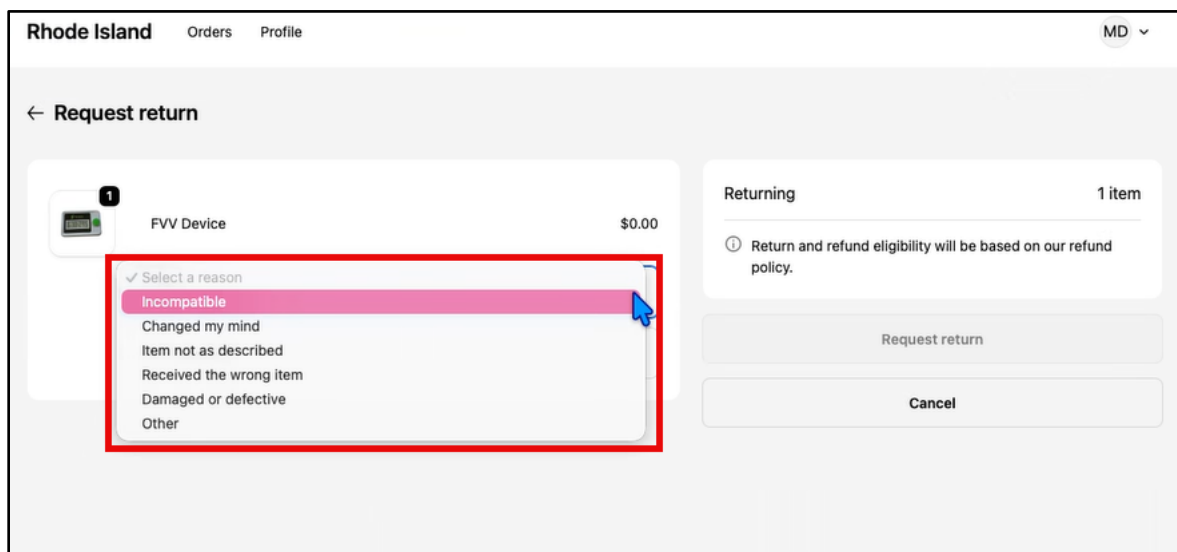 Rhode Island Orders Profile MD
← Request return
1
FVV Device $0.00
✓ Select a reason
Incompatible
Changed my mind
Item not as described
Received the wrong item
Damaged or defective
Other
Returning 1 item
Return and refund eligibility will be based on our refund
policy.
Request return
Cancel